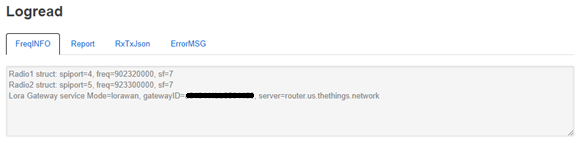 Logread
FreqINFO Report RxTxJson ErrorMSG
Radio1 struct: spiport=4, freq=902320000, sf=7
Radio2 struct: spiport=5, freq=923300000, sf=7
Lora Gateway service Mode=lorawan, gatewayID= , server=router.us.thethings.network